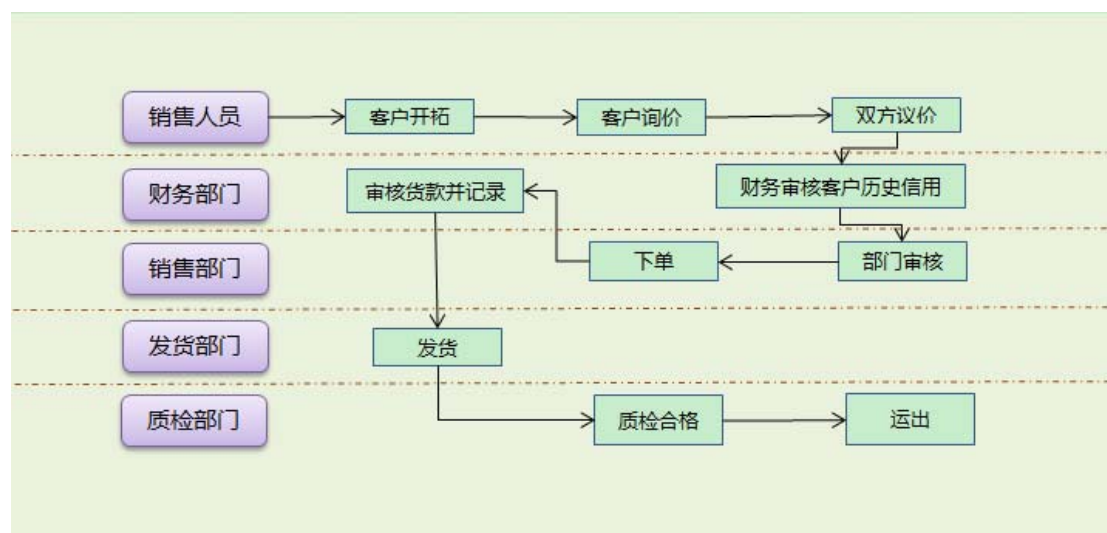 销售人员
客户开拓
客户询价
双方议价
财务部门
审核货款并记录
财务审核客户历史信用
销售部门
下单
部门审核
发货部门
发货
质检部门
质检合格
运出